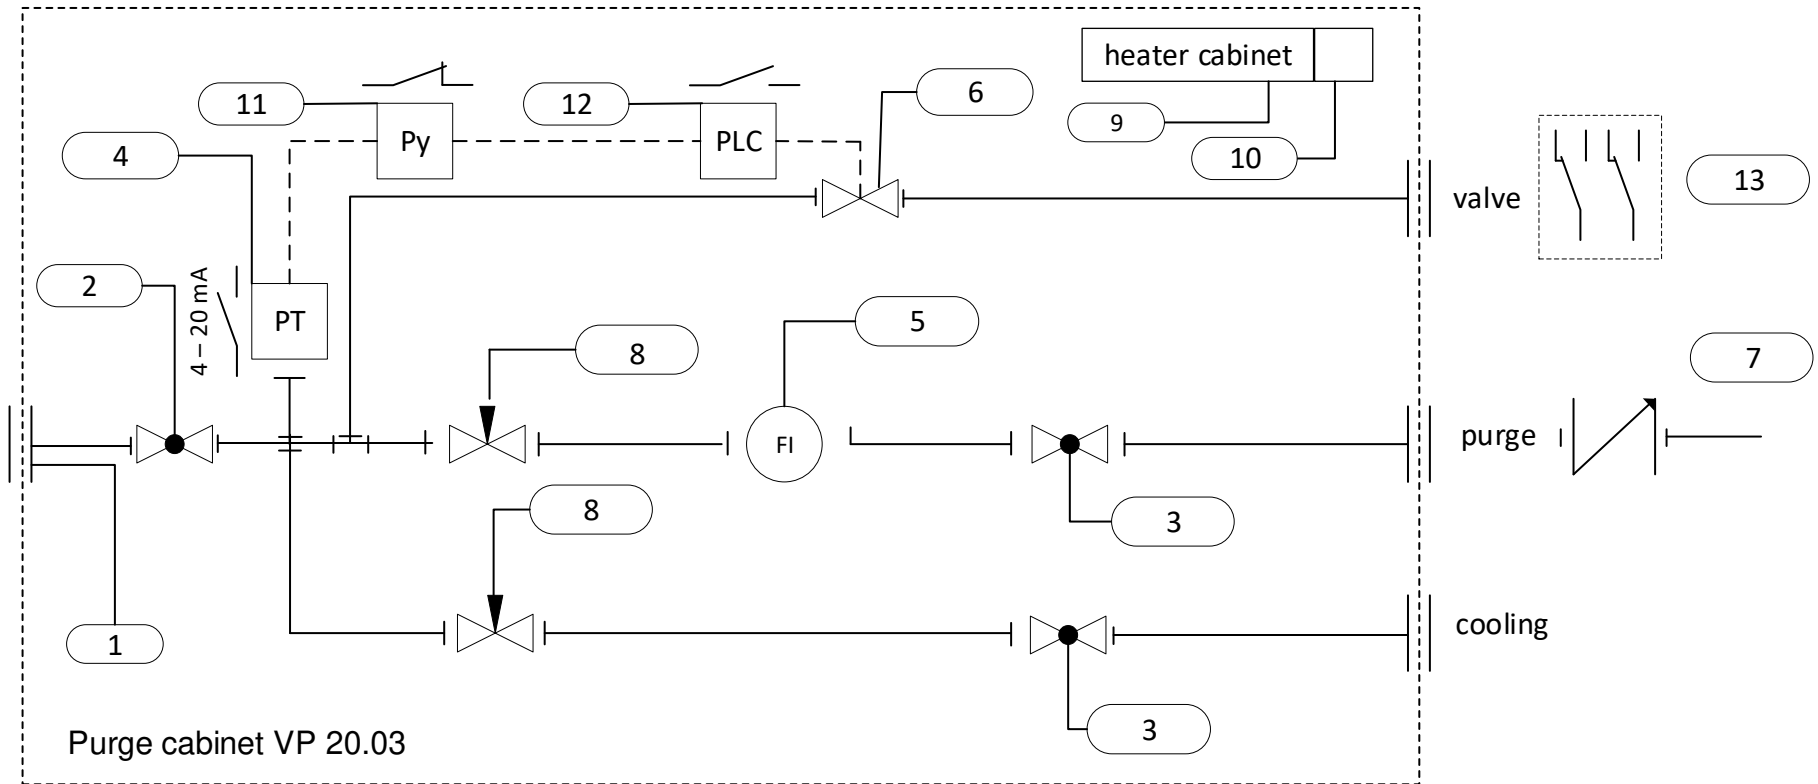 heater cabinet
11
12
6
9
4
Py
PLC
10
valve
13
2
4 – 20 mA
PT
5
8
7
purge
FI
8
3
cooling
1
3
Purge cabinet VP 20.03